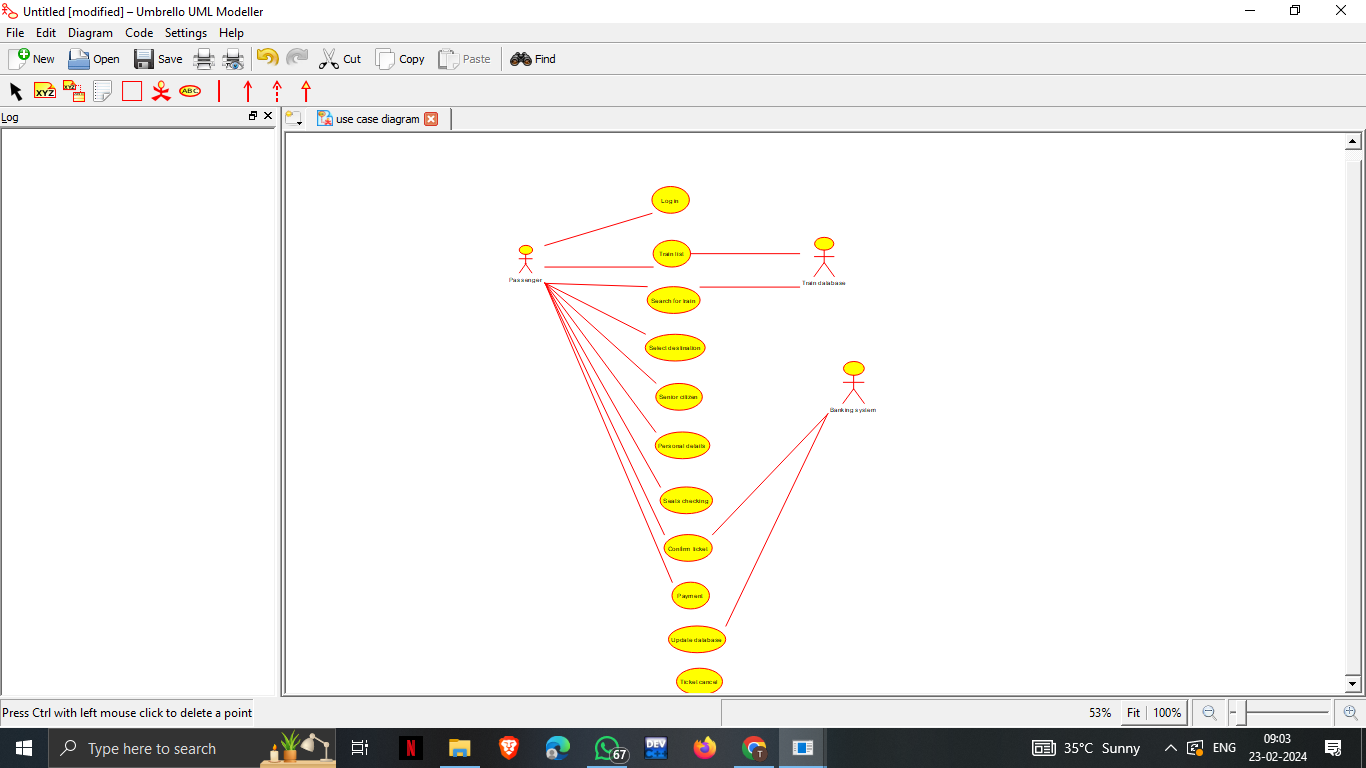 Untitled [modified] – Umbrello UML Modeller
File Edit Diagram Code Settings Help
New Open Save Cut Copy Paste Find
XYZ XYZ ABC
Log
use case diagram
Login
Train list
Passenger
Train database
Search for train
Select destination
Senior citizen
Banking system
Personal details
Seats checking
Confirm ticket
Payment
Update database
Ticket cancel
Press Ctrl with left mouse click to delete a point
53% Fit 100%
Type here to search
N
67
DEV
T
35°C Sunny
ENG
09:03
23-02-2024